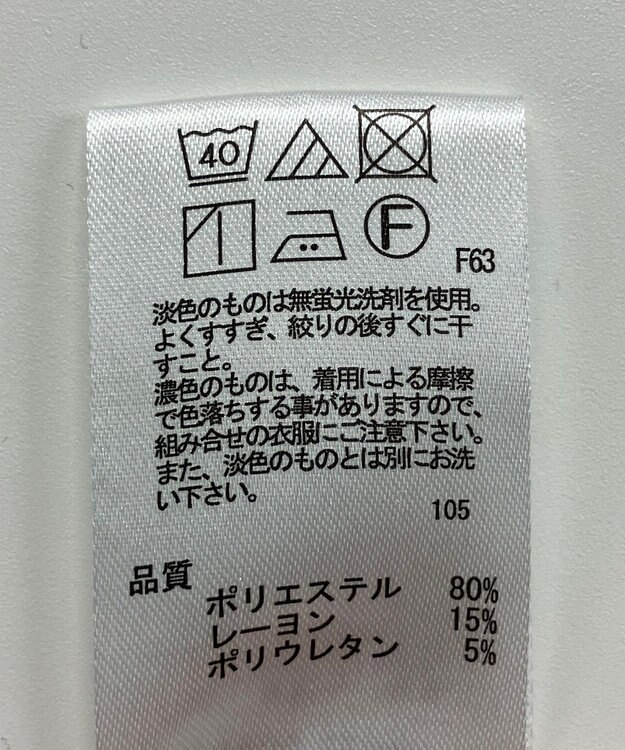 40
F
F63
淡色のものは無蛍光洗剤を使用。
よくすすぎ、絞りの後すぐに干
すこと。
濃色のものは、着用による摩擦
で色落ちする事がありますので、
組み合せの衣服にご注意下さい。
また、淡色のものとは別にお洗
い下さい。
105
品質
ポリエステル 80%
レーヨン 15%
ポリウレタン 5%